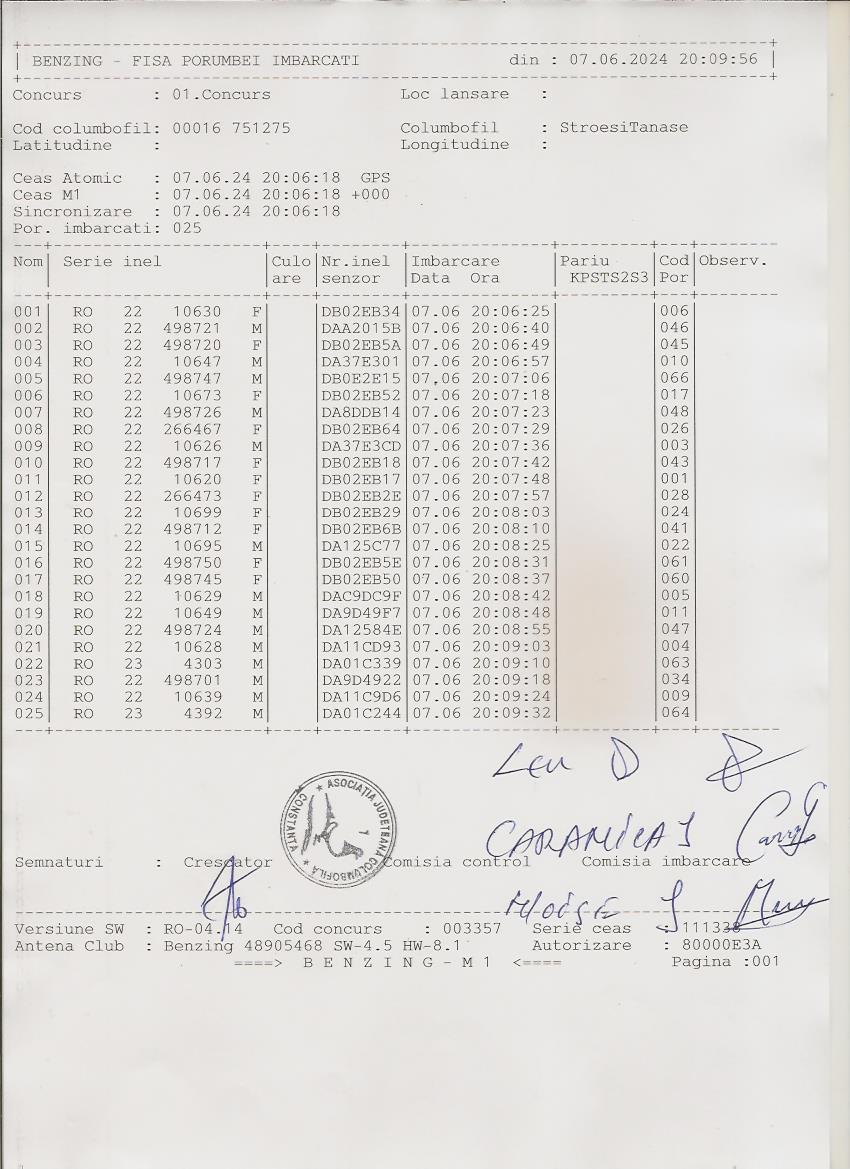 BENZING - FISA PORUMBEI IMBARCATI din : 07.06.2024 20:09:56
Concurs : 01.Concurs Loc lansare :
Cod columbofil: 00016 751275 Columbofil : StroesiTanase
Latitudine : Longitudine :
Ceas Atomic : 07.06.24 20:06:18 GPS
Ceas M1 : 07.06.24 20:06:18 +000
Sincronizare : 07.06.24 20:06:18
Por. imbarcati: 025
Nom Serie inel Culo Nr.inel Imbarcare Pariu Cod Observ.
are senzor Data Ora KPSTS2S3 Por
001 RO 22 10630 F DB02EB34 07.06 20:06:25 006
002 RO 22 498721 M DAA2015B 07.06 20:06:40 046
003 RO 22 498720 F DB02EB5A 07.06 20:06:49 045
004 RO 22 10647 M DA37E301 07.06 20:06:57 010
005 RO 22 498747 M DB0E2E15 07.06 20:07:06 066
006 RO 22 10673 F DB02EB52 07.06 20:07:18 017
007 RO 22 498726 M DA8DDB14 07.06 20:07:23 048
008 RO 22 266467 F DB02EB64 07.06 20:07:29 026
009 RO 22 10626 M DA37E3CD 07.06 20:07:36 003
010 RO 22 498717 F DB02EB18 07.06 20:07:42 043
011 RO 22 10620 F DB02EB17 07.06 20:07:48 001
012 RO 22 266473 F DB02EB2E 07.06 20:07:57 028
013 RO 22 10699 F DB02EB29 07.06 20:08:03 024
014 RO 22 498712 F DB02EB6B 07.06 20:08:10 041
015 RO 22 10695 M DA125C77 07.06 20:08:25 022
016 RO 22 498750 F DB02EB5E 07.06 20:08:31 061
017 RO 22 498745 F DB02EB50 07.06 20:08:37 060
018 RO 22 10629 M DAC9DC9F 07.06 20:08:42 005
019 RO 22 10649 M DA9D49F7 07.06 20:08:48 011
020 RO 22 498724 M DA12584E 07.06 20:08:55 047
021 RO 22 10628 M DA11CD93 07.06 20:09:03 004
022 RO 23 4303 M DA01C339 07.06 20:09:10 063
023 RO 22 498701 M DA9D4922 07.06 20:09:18 034
024 RO 22 10639 M DA11C9D6 07.06 20:09:24 009
025 RO 23 4392 M DA01C244 07.06 20:09:32 064
Leu D
ASOCIAȚIA JUDETEANA COLUMBOFILA CONSTANTA 1
CARAMICA I
Semnaturi : Crescator Comisia control Comisia imbarcare
MOISE J
Versiune SW : RO-04.14 Cod concurs : 003357 Serie ceas : 111338
Antena Club : Benzing 48905468 SW-4.5 HW-8.1 Autorizare : 80000E3A
====> B E N Z I N G - M 1 <==== Pagina :001